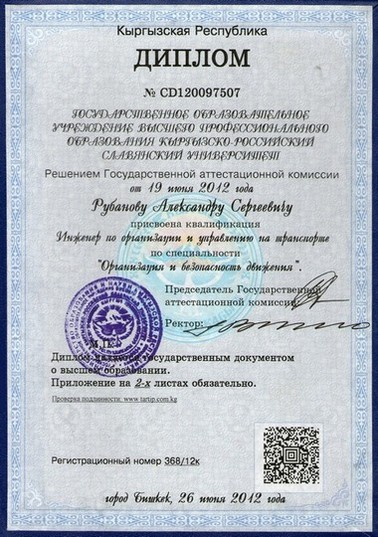 Кыргызская Республика
ДИПЛОМ
№ CD120097507
ГОСУДАРСТВЕННОЕ ОБРАЗОВАТЕЛЬНОЕ
УЧРЕЖДЕНИЕ ВЫСШЕГО ПРОФЕССИОНАЛЬНОГО
ОБРАЗОВАНИЯ КЫРГЫЗСКО-РОССИЙСКИЙ
СЛАВЯНСКИЙ УНИВЕРСИТЕТ
Решением Государственной аттестационной комиссии
от 19 июня 2012 года
Рубанову Александру Сергеевичу
присвоена квалификация
Инженер по организации и управлению на транспорте
по специальности
"Организация и безопасность движения".
Председатель Государственной
аттестационной комиссии
Ректор:
М.П.
Диплом является государственным документом
о высшем образовании.
Приложение на 2-х листах обязательно.
Проверка подлинности: www.tartip.com.kg
Регистрационный номер 368/12к
город Бишкек, 26 июня 2012 года